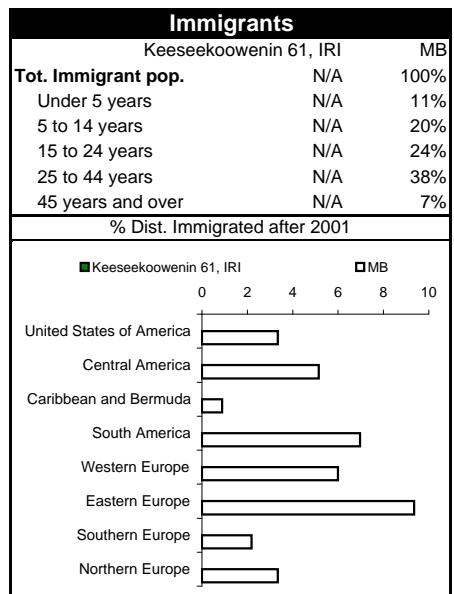 Immigrants
Keeseekoowenin 61, IRI MB
Tot. Immigrant pop. N/A 100%
Under 5 years N/A 11%
5 to 14 years N/A 20%
15 to 24 years N/A 24%
25 to 44 years N/A 38%
45 years and over N/A 7%
% Dist. Immigrated after 2001
Keeseekoowenin 61, IRI MB
0 2 4 6 8 10
United States of America
Central America
Caribbean and Bermuda
South America
Western Europe
Eastern Europe
Southern Europe
Northern Europe